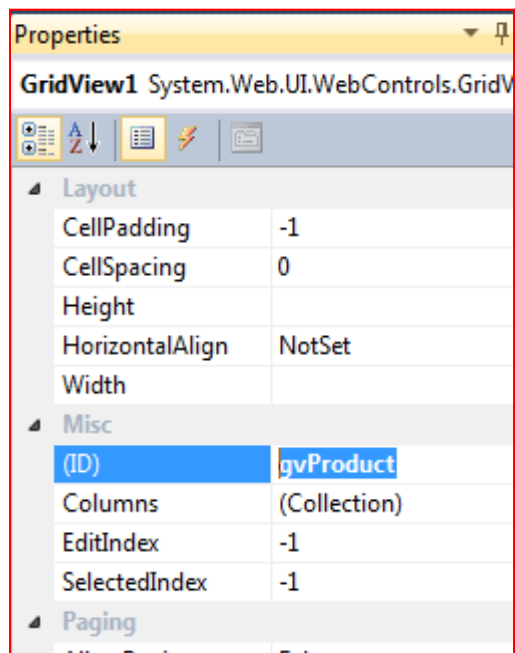 Properties
GridView1 System.Web.UI.WebControls.GridV
A
Z
Layout
CellPadding -1
CellSpacing 0
Height
HorizontalAlign NotSet
Width
Misc
(ID) gvProduct
Columns (Collection)
EditIndex -1
SelectedIndex -1
Paging